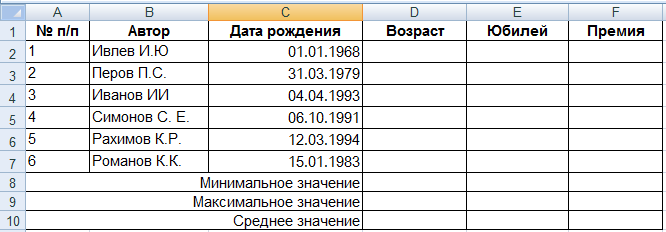 A B C D E F
1 № п/п Автор Дата рождения Возраст Юбилей Премия
2 1 Ивлев И.Ю 01.01.1968
3 2 Перов П.С. 31.03.1979
4 3 Иванов ИИ 04.04.1993
5 4 Симонов С. Е. 06.10.1991
6 5 Рахимов К.Р. 12.03.1994
7 6 Романов К.К. 15.01.1983
8 Минимальное значение
9 Максимальное значение
10 Среднее значение